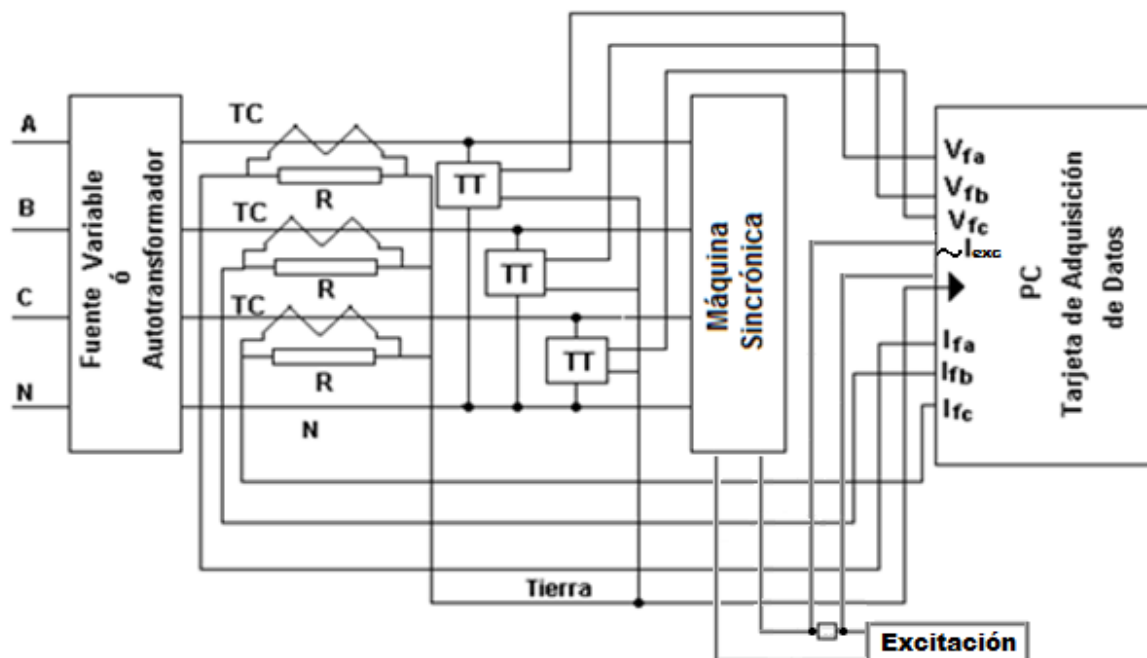 A
B
C
N
Fuente Variable
ó
Autotransformador
TC
R
TC
R
TC
R
N
TT
TT
TT
Máquina
Sincrónica
Vfa
Vfb
Vfc
~Iexc
Ifa
Ifb
Ifc
PC
Tarjeta de Adquisición
de Datos
Tierra
Excitación